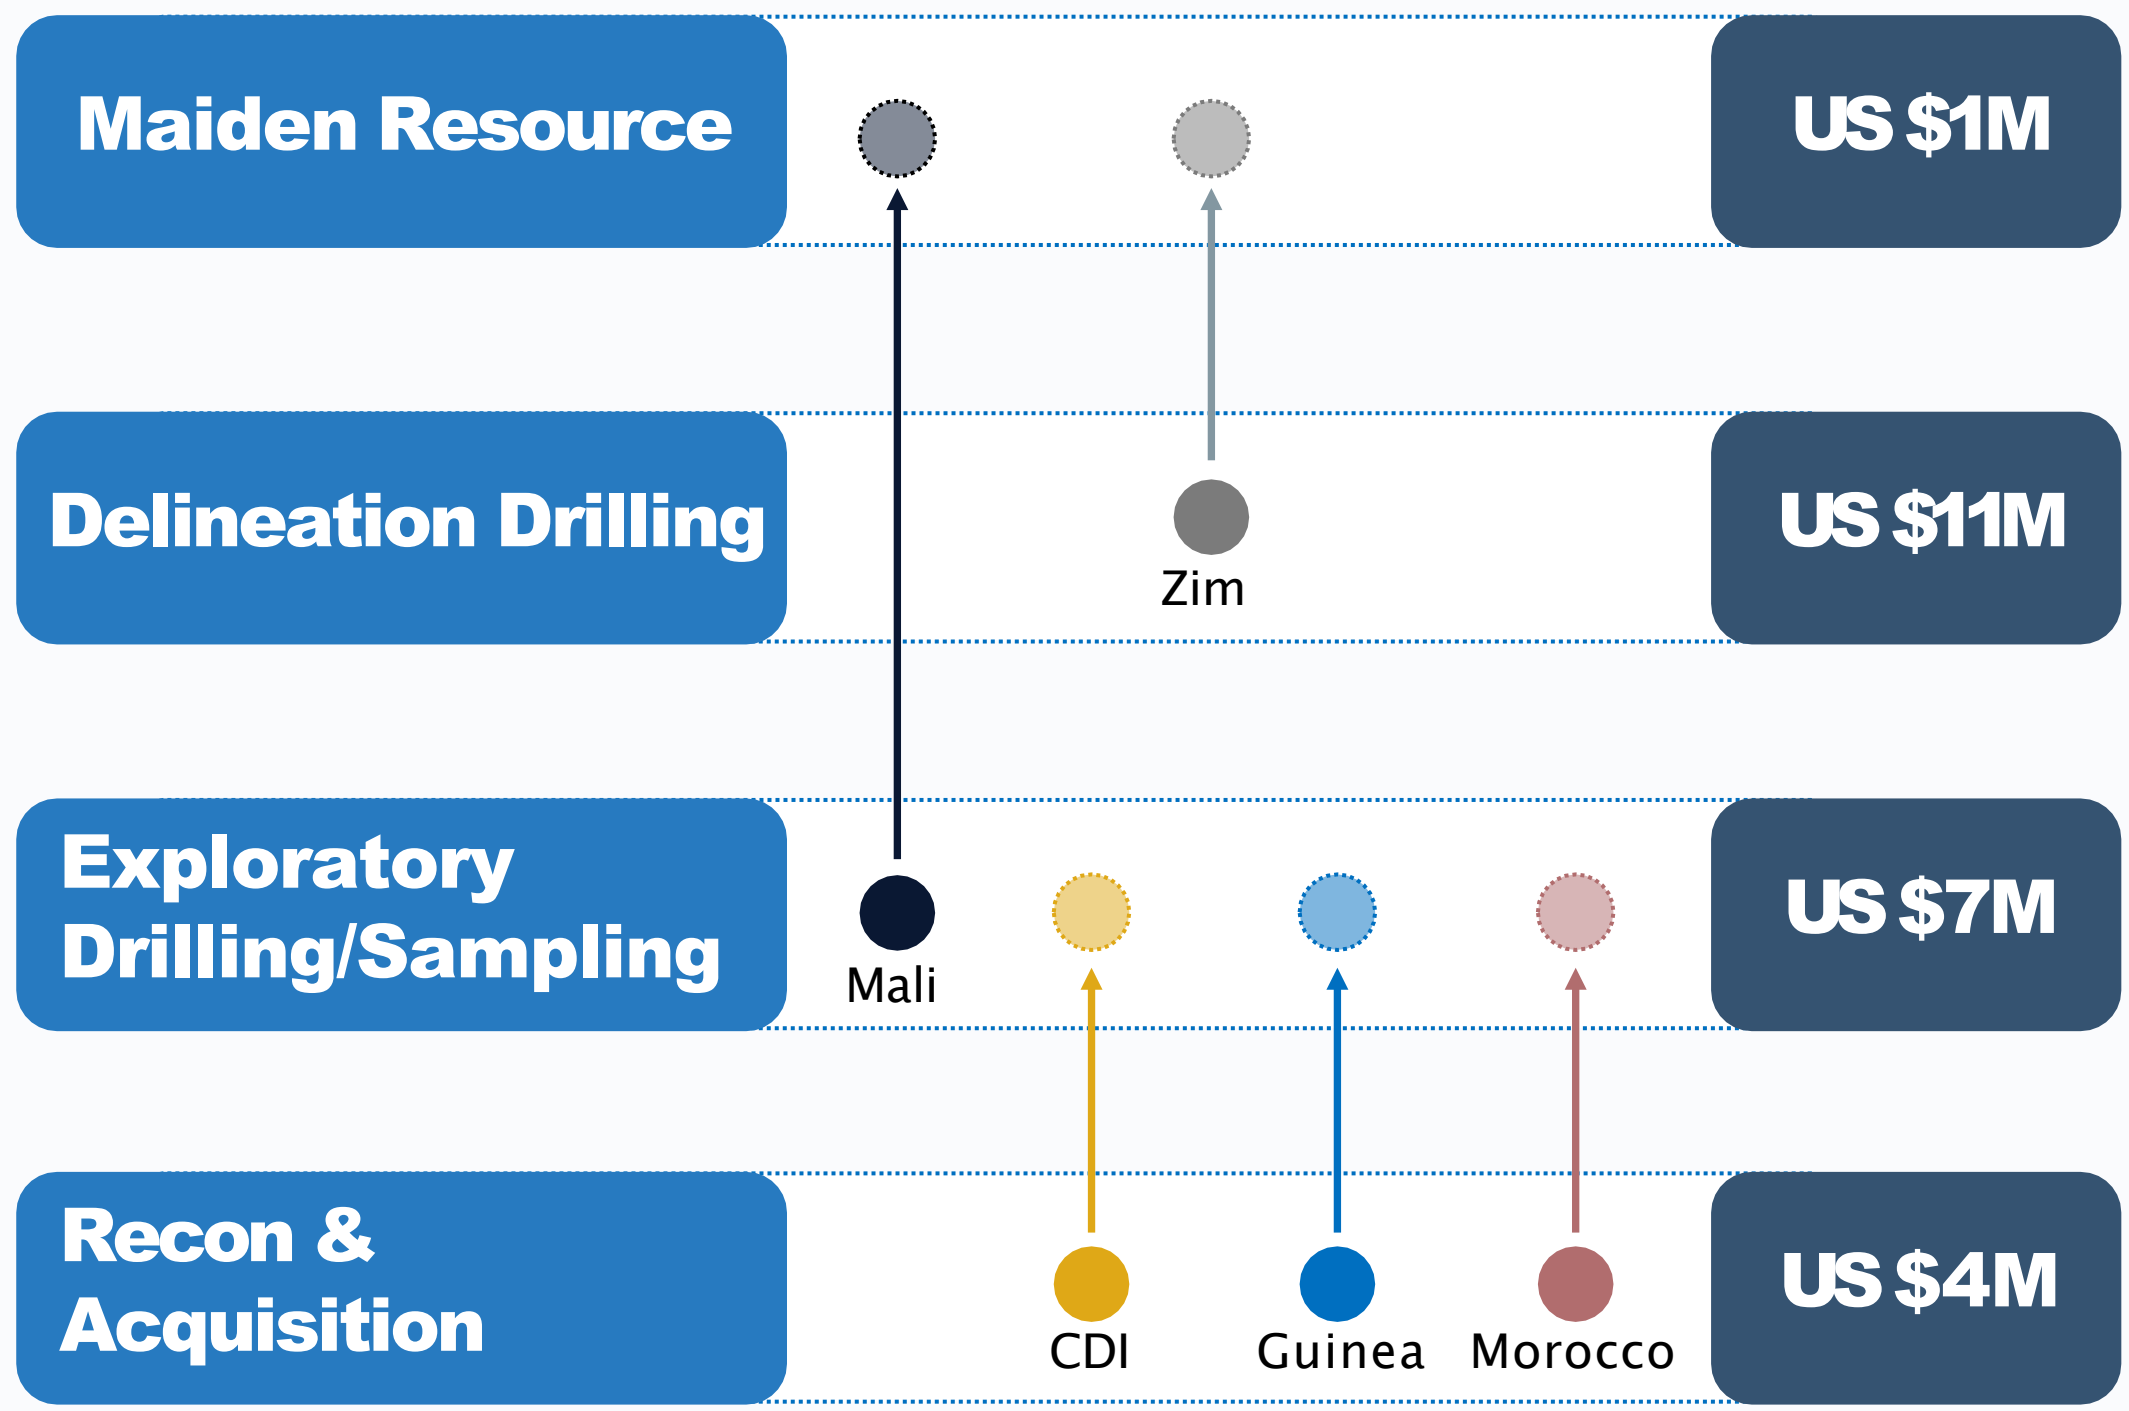 Maiden Resource
US $1M
Delineation Drilling
US $11M
Zim
Exploratory
Drilling/Sampling
US $7M
Mali
Recon &
Acquisition
US $4M
CDI
Guinea
Morocco